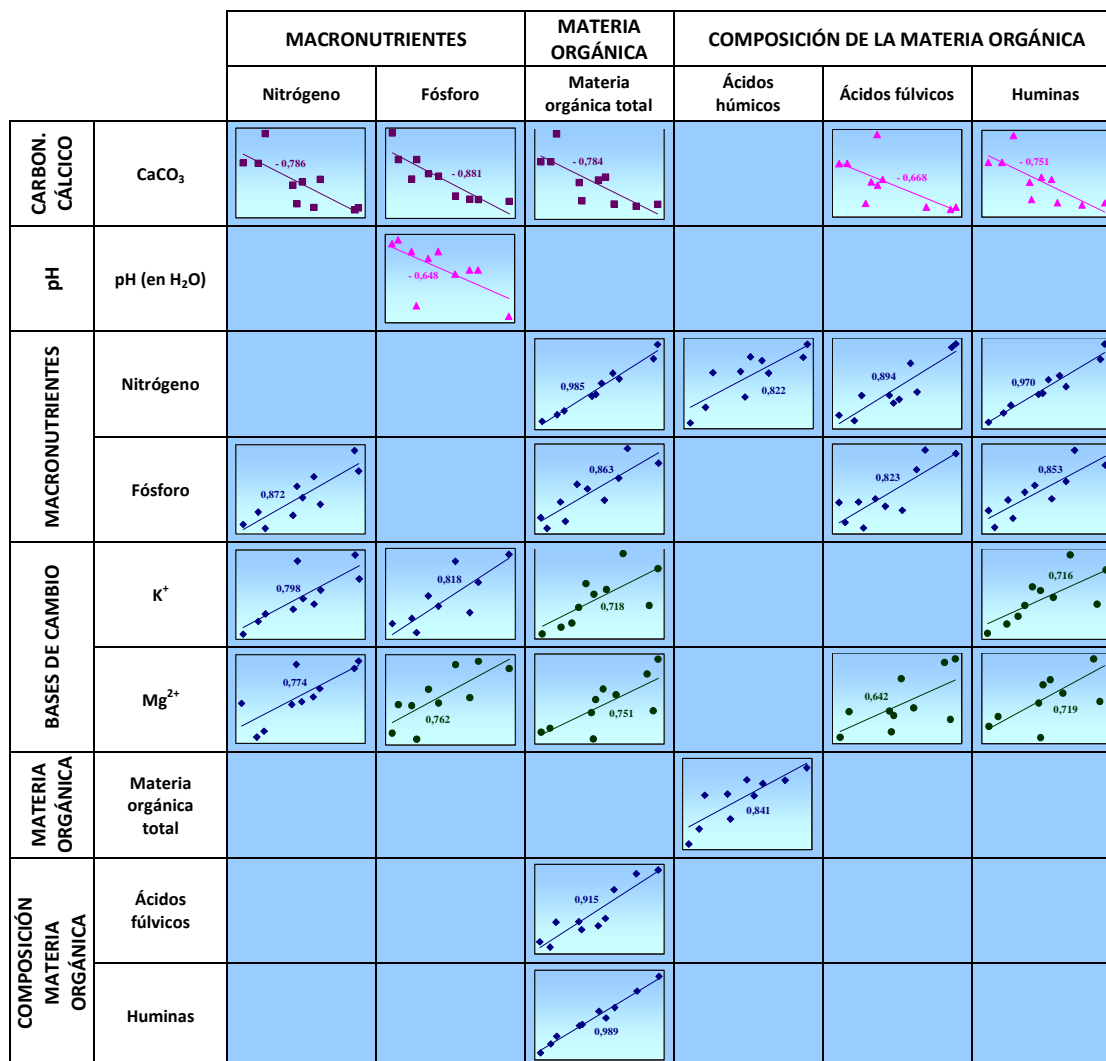 MACRONUTRIENTES
MATERIA
ORGÁNICA
COMPOSICIÓN DE LA MATERIA ORGÁNICA
Nitrógeno
Fósforo
Materia
orgánica total
Ácidos
húmicos
Ácidos fúlvicos
Huminas
CARBON.
CÁLCICO
CaCO₃
- 0,786
- 0,881
- 0,784
- 0,668
- 0,751
pH
pH (en H₂O)
- 0,648
MACRONUTRIENTES
Nitrógeno
0,985
0,822
0,894
0,970
Fósforo
0,872
0,863
0,823
0,853
BASES DE CAMBIO
K⁺
0,798
0,818
0,718
0,716
Mg²⁺
0,774
0,762
0,751
0,642
0,719
MATERIA
ORGÁNICA
Materia
orgánica
total
0,841
COMPOSICIÓN
MATERIA
ORGÁNICA
Ácidos
fúlvicos
0,915
Huminas
0,989